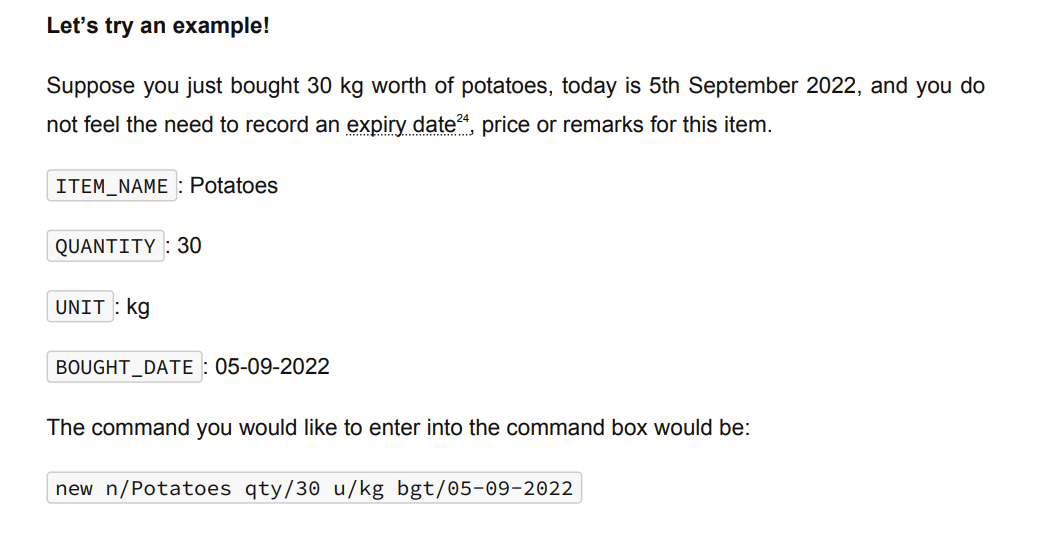 Let’s try an example!
Suppose you just bought 30 kg worth of potatoes, today is 5th September 2022, and you do
not feel the need to record an expiry date24, price or remarks for this item.
ITEM_NAME : Potatoes
QUANTITY : 30
UNIT : kg
BOUGHT_DATE : 05-09-2022
The command you would like to enter into the command box would be:
new n/Potatoes qty/30 u/kg bgt/05-09-2022